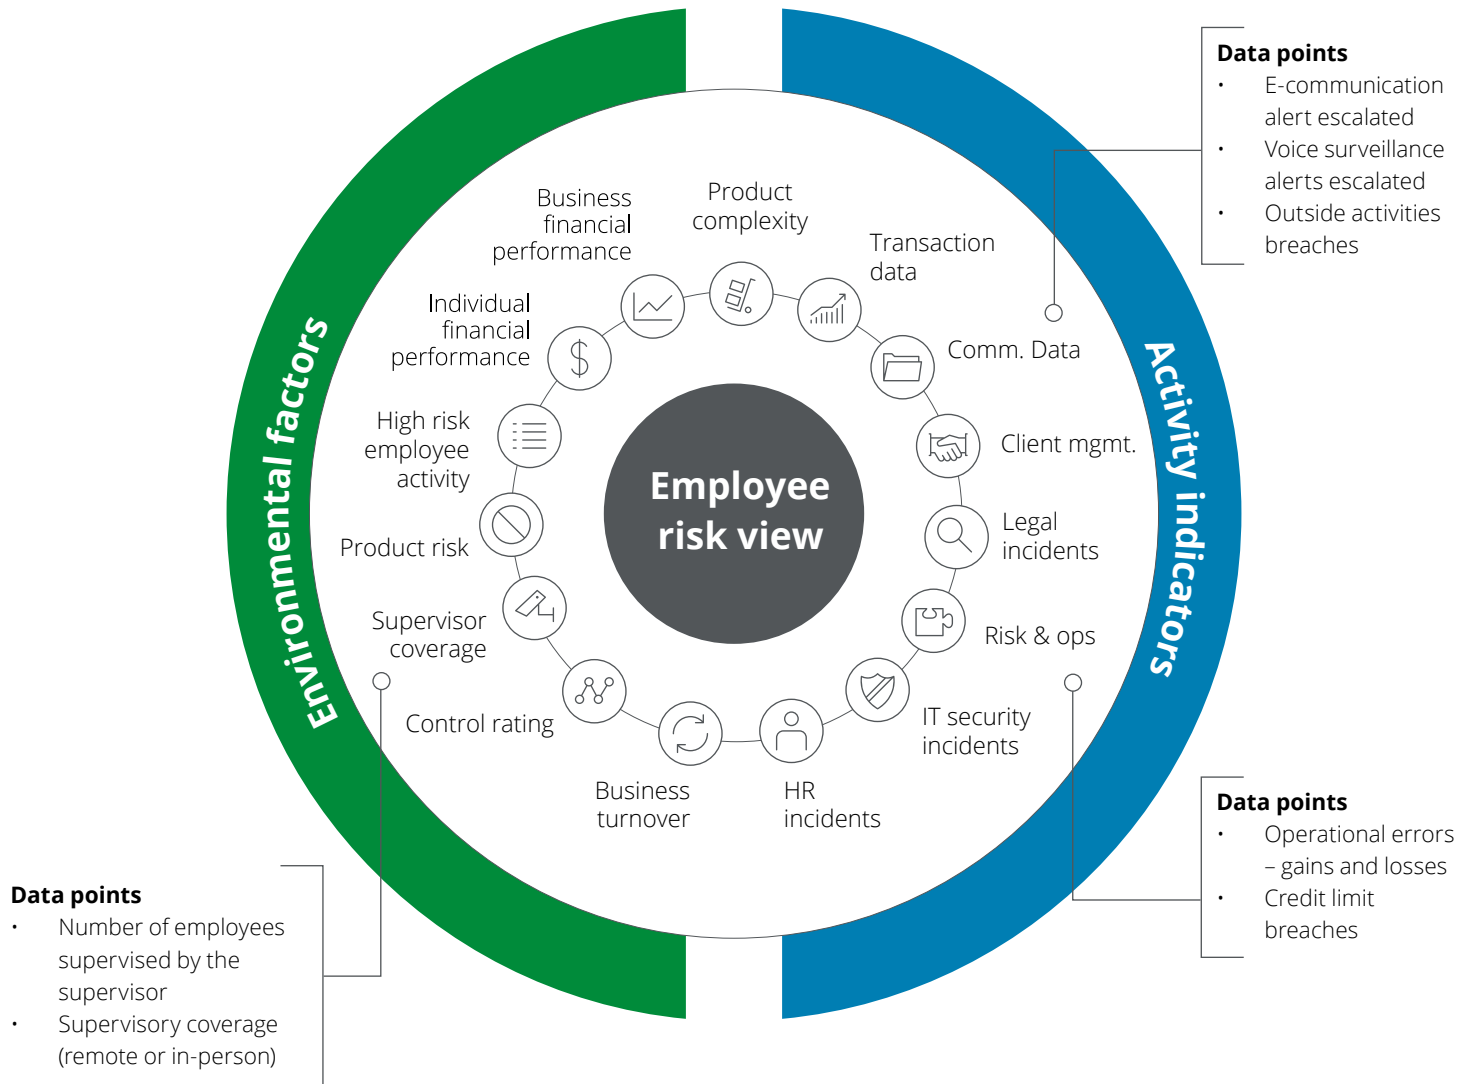 Data points
• E-communication
alert escalated
• Voice surveillance
alerts escalated
• Outside activities
breaches
Product
complexity
Business
financial
performance
Transaction
data
Individual
financial
performance
Comm. Data
High risk
employee
activity
Client mgmt.
Environmental factors
Employee
risk view
Activity indicators
Product risk
Legal
incidents
Supervisor
coverage
Risk & ops
Control rating
IT security
incidents
Business
turnover
HR
incidents
$
Data points
• Operational errors
– gains and losses
• Credit limit
breaches
Data points
• Number of employees
supervised by the
supervisor
• Supervisory coverage
(remote or in-person)